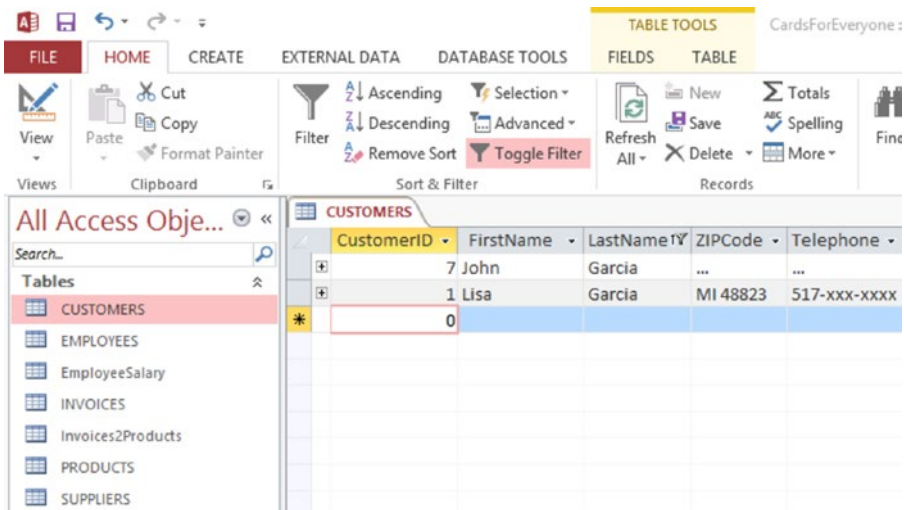 TABLE TOOLS CardsForEveryone
FILE HOME CREATE EXTERNAL DATA DATABASE TOOLS FIELDS TABLE
View
Paste
Cut
Copy
Format Painter
Filter
Ascending
Descending
Remove Sort
Selection
Advanced
Toggle Filter
Refresh
All
New
Save
Delete
Totals
Spelling
More
Find
Views Clipboard Sort & Filter Records
All Access Obje...
Search...
Tables
CUSTOMERS
EMPLOYEES
EmployeeSalary
INVOICES
Invoices2Products
PRODUCTS
SUPPLIERS
CUSTOMERS
CustomerID FirstName LastName ZIPCode Telephone
7 John Garcia ... ...
1 Lisa Garcia MI 48823 517-xxx-xxxx
0